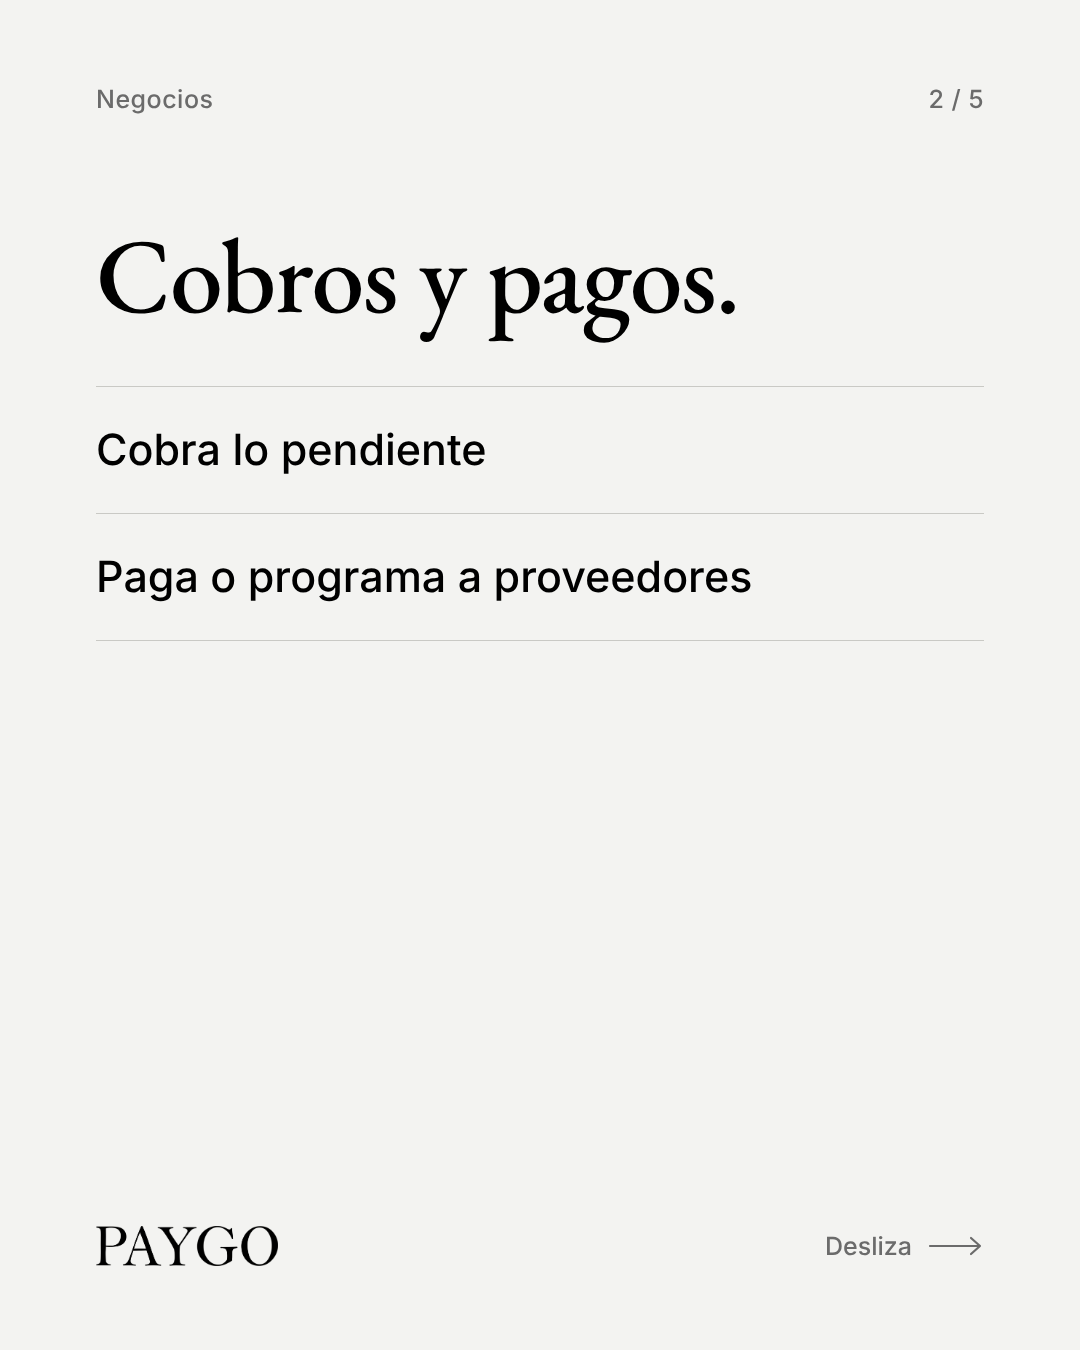 Negocios
2 / 5
Cobros y pagos.
Cobra lo pendiente
Paga o programa a proveedores
PAYGO
Desliza